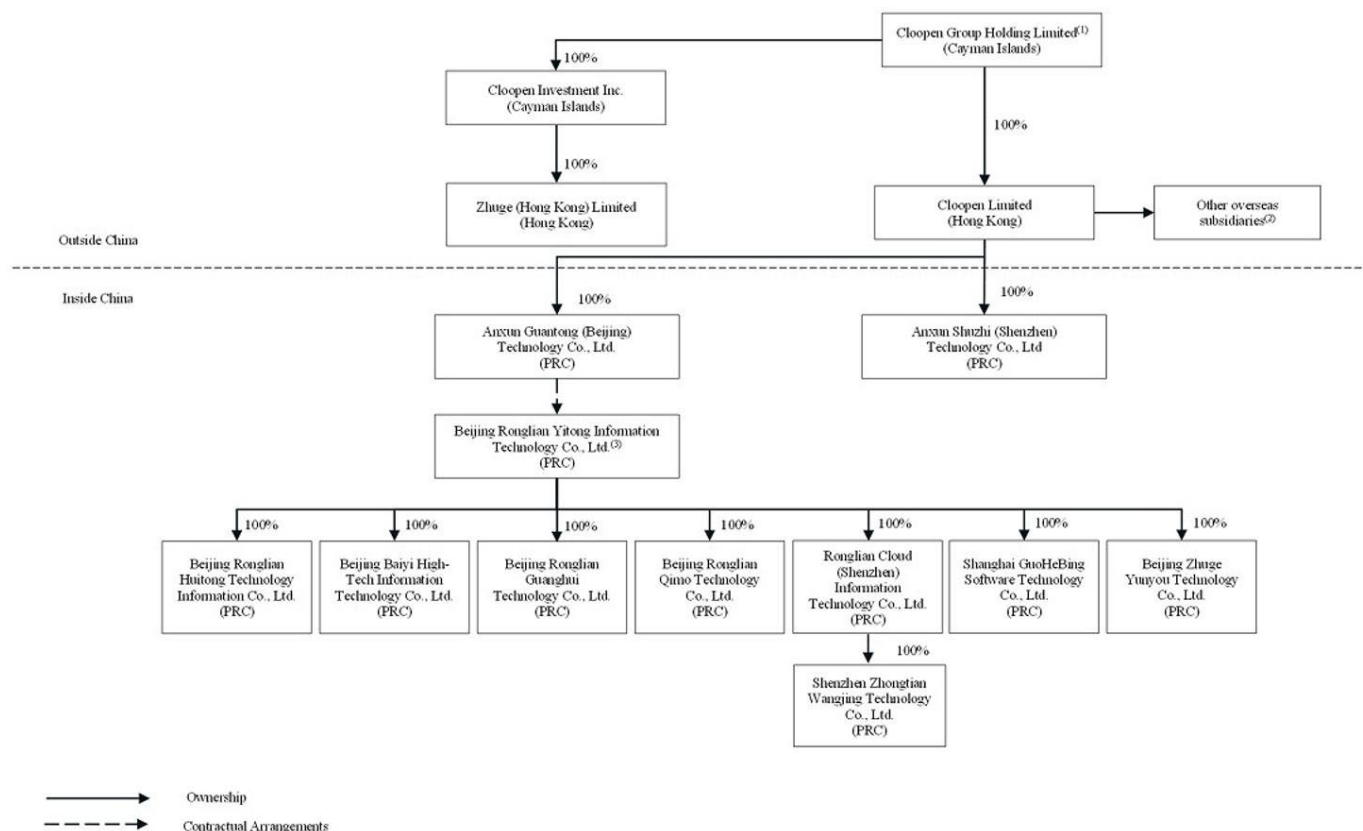 Cloopen Group Holding Limited(1)
(Cayman Islands)
100%
Cloopen Investment Inc.
(Cayman Islands)
100%
100%
Zhuge (Hong Kong) Limited
(Hong Kong)
Cloopen Limited
(Hong Kong)
Other overseas
subsidiaries(2)
Outside China
Inside China
100%
100%
Anxun Guantong (Beijing)
Technology Co., Ltd.
(PRC)
Anxun Shuzhi (Shenzhen)
Technology Co., Ltd
(PRC)
Beijing Ronglian Yitong Information
Technology Co., Ltd.(3)
(PRC)
100%
100%
100%
100%
100%
100%
100%
Beijing Ronglian
Huitong Technology
Information Co., Ltd.
(PRC)
Beijing Baiyi High-
Tech Information
Technology Co., Ltd.
(PRC)
Beijing Ronglian
Guanghui
Technology Co., Ltd.
(PRC)
Beijing Ronglian
Qimo Technology
Co., Ltd.
(PRC)
Ronglian Cloud
(Shenzhen)
Information
Technology Co., Ltd.
(PRC)
Shanghai GuoHeBing
Software Technology
Co., Ltd.
(PRC)
Beijing Zhuge
Yunyou Technology
Co., Ltd.
(PRC)
100%
Shenzhen Zhongtian
Wangjing Technology
Co., Ltd.
(PRC)
Ownership
Contractual Arrangements